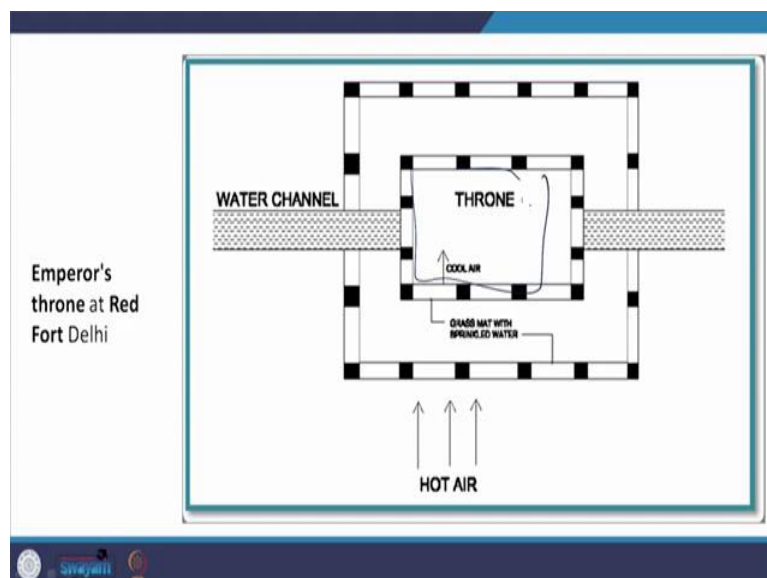 WATER CHANNEL
THRONE
COOL AIR
Emperor's
throne at Red
Fort Delhi
GRASS MAT WITH
SPRINKLED WATER
HOT AIR
swayam